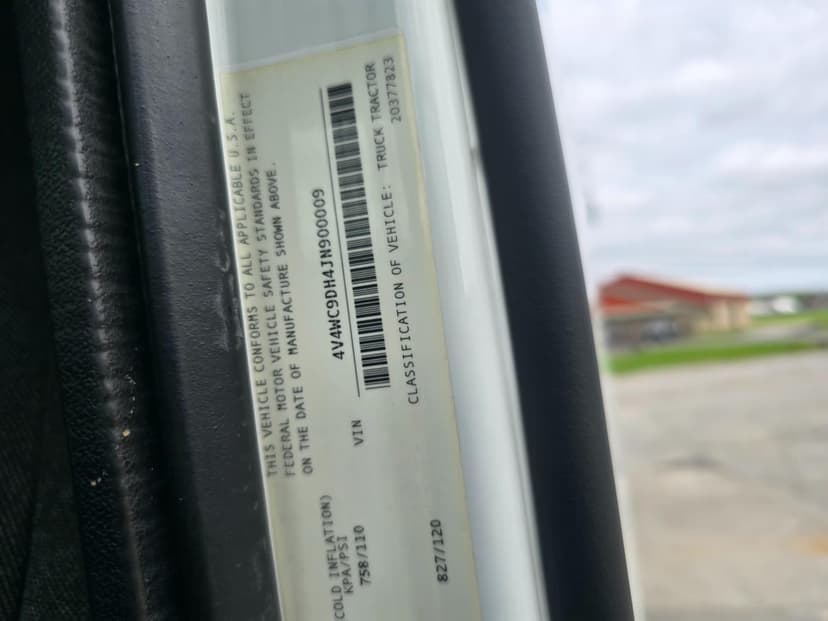 THIS VEHICLE CONFORMS TO ALL APPLICABLE U.S.A.
FEDERAL MOTOR VEHICLE SAFETY STANDARDS IN EFFECT
ON THE DATE OF MANUFACTURE SHOWN ABOVE.
COLD INFLATION)
KPA/PSI
758/110
VIN
4V4WC9DH4JN900009
827/120
CLASSIFICATION OF VEHICLE: TRUCK TRACTOR
20377823